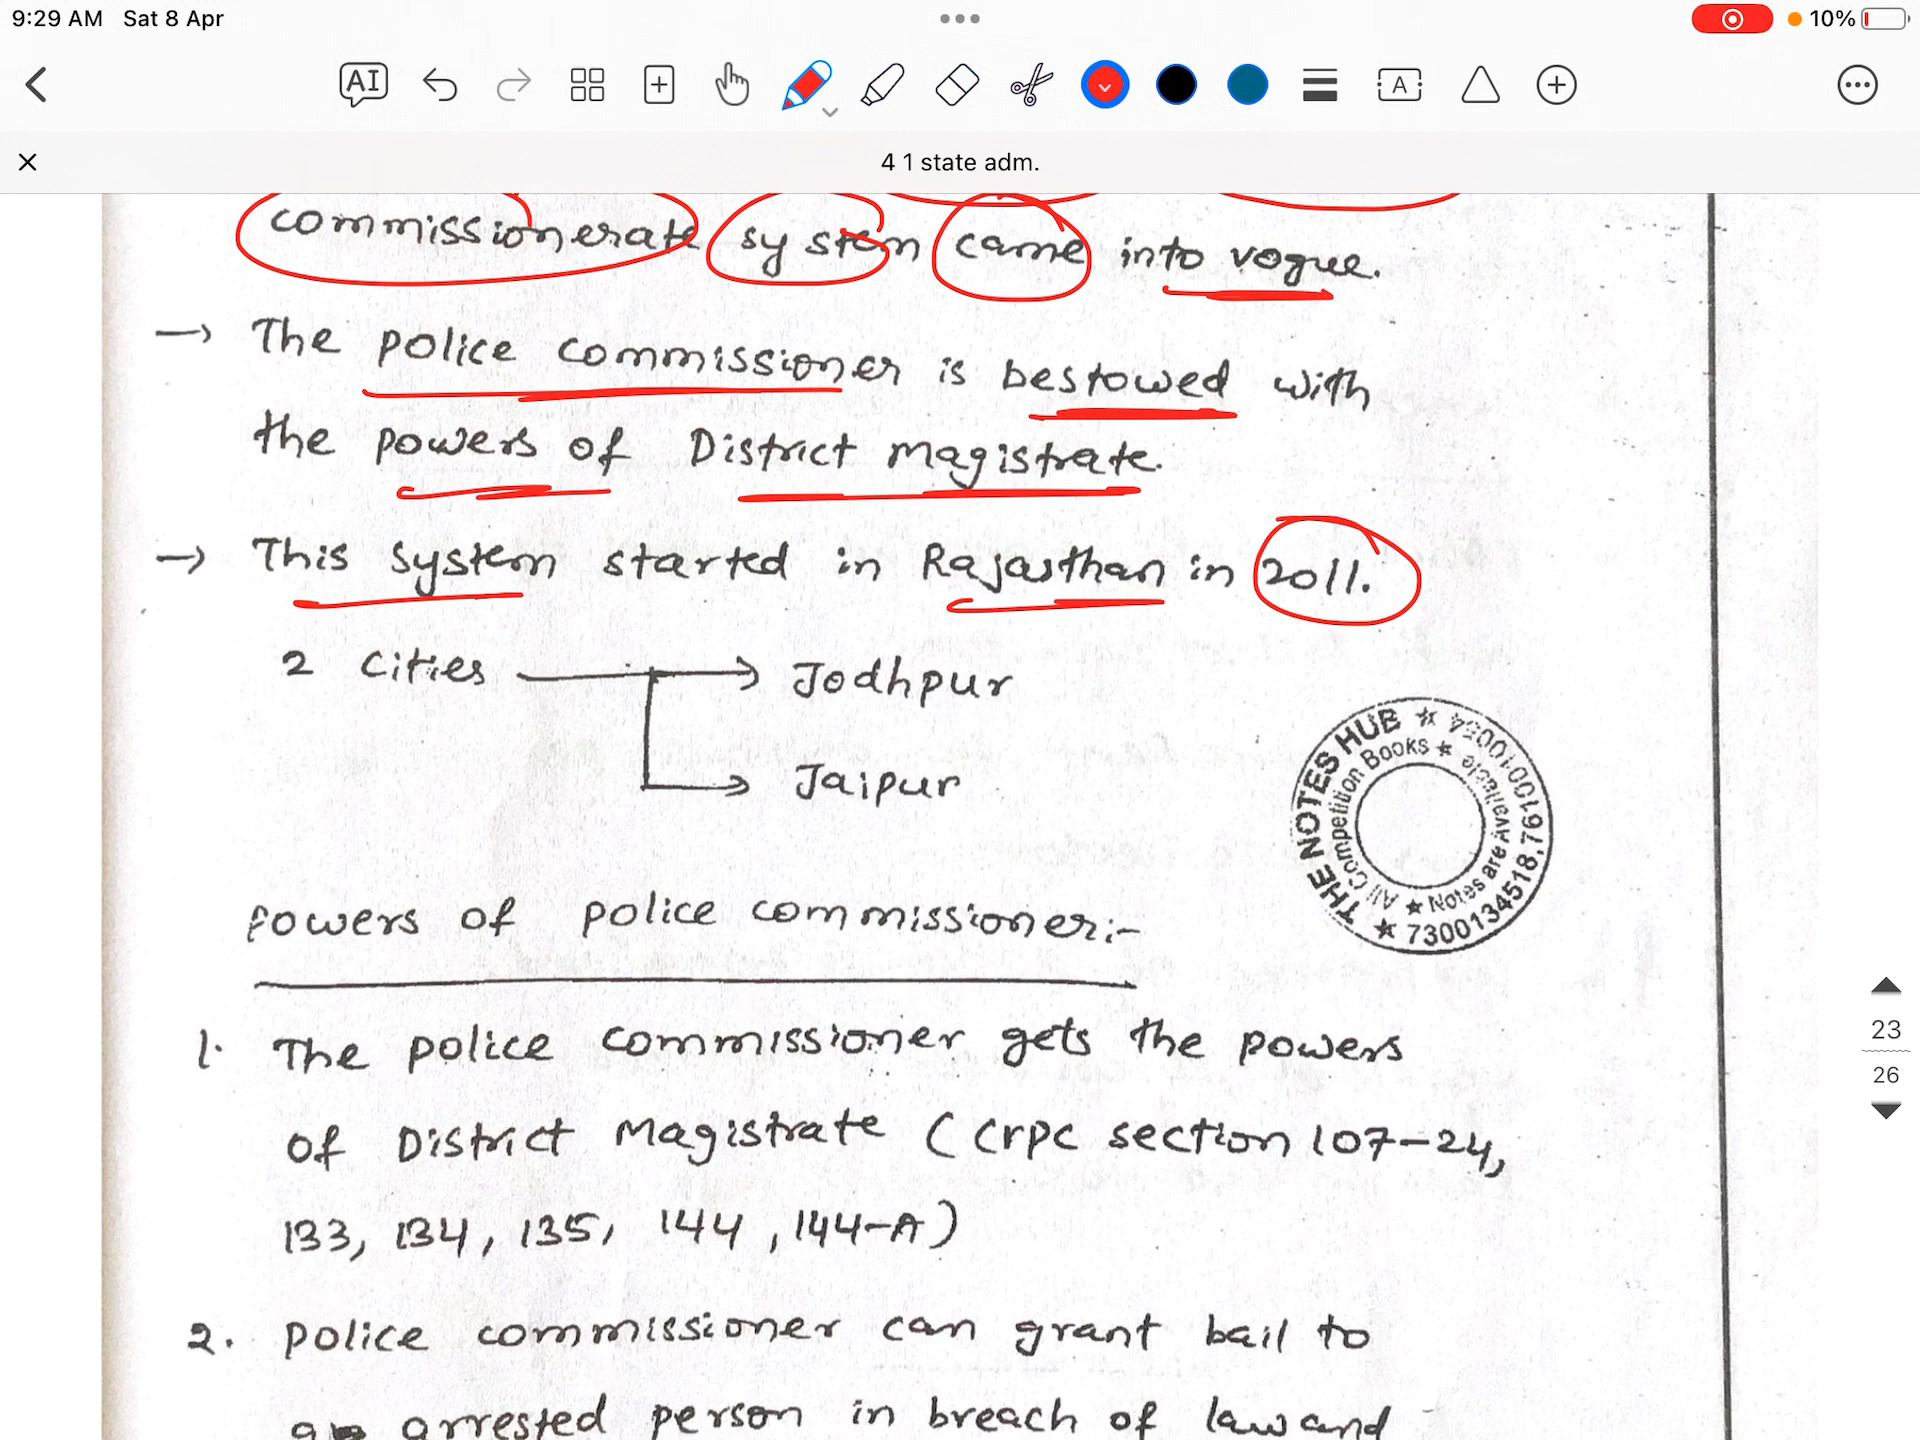 9:29 AM Sat 8 Apr
10%
AI
A
4 1 state adm.
commissionerate system came into vogue.
→ The police commissioner is bestowed with
the powers of District Magistrate.
→ This system started in Rajasthan in 2011.
2 cities → Jodhpur
→ Jaipur
THE NOTES HUB ★
All Competition Books ★
Notes are Available ★
★ 7300134518,
Powers of police commissioner:-
1. The police commissioner gets the powers
of District Magistrate (Crpc section 107-24,
133, 134, 135, 144, 144-A)
2. police commissioner can grant bail to
arrested person in breach of law and
23
26